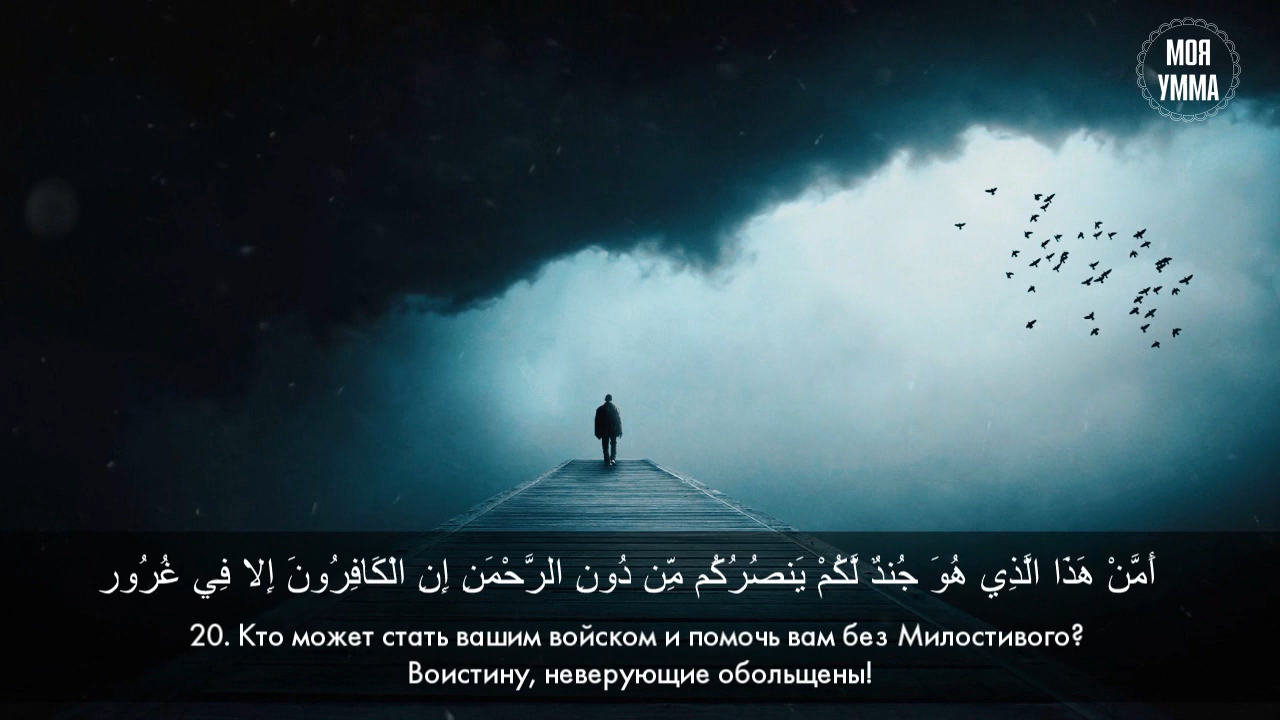 МОЯ
УММА
أَمَّنْ هَذَا الَّذِي هُوَ جُندٌ لَّكُمْ يَنصُرُكُم مِّن دُون الرَّحْمَن إِن الْكَافِرُونَ إِلا فِي غُرُور
20. Кто может стать вашим войском и помочь вам без Милостивого?
Воистину, неверующие обольщены!